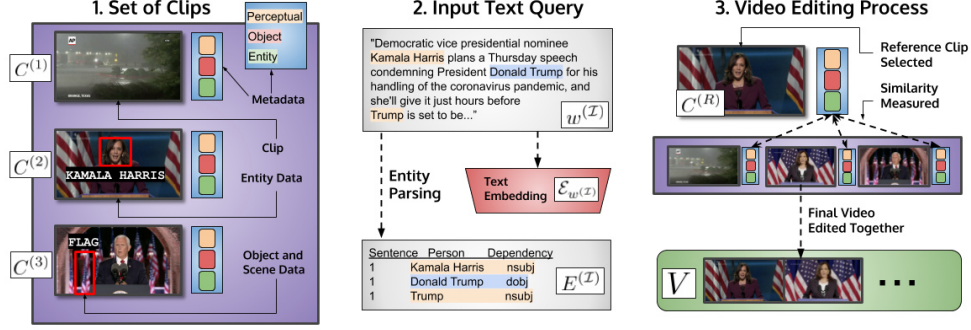 1. Set of Clips
Perceptual
Object
Entity
C^(1)
AP
Metadata
Clip
C^(2)
KAMALA HARRIS
Entity Data
C^(3)
FLAG
Object and
Scene Data
2. Input Text Query
"Democratic vice presidential nominee
Kamala Harris plans a Thursday speech
condemning President Donald Trump for his
handling of the coronavirus pandemic, and
she'll give it just hours before
Trump is set to be..."
w^(I)
Entity
Parsing
Text
Embedding
ℰ_w(I)
Sentence Person Dependency
1 Kamala Harris nsubj
1 Donald Trump dobj
1 Trump nsubj
E^(I)
3. Video Editing Process
C^(R)
Reference Clip
Selected
Similarity
Measured
Final Video
Edited Together
V
...